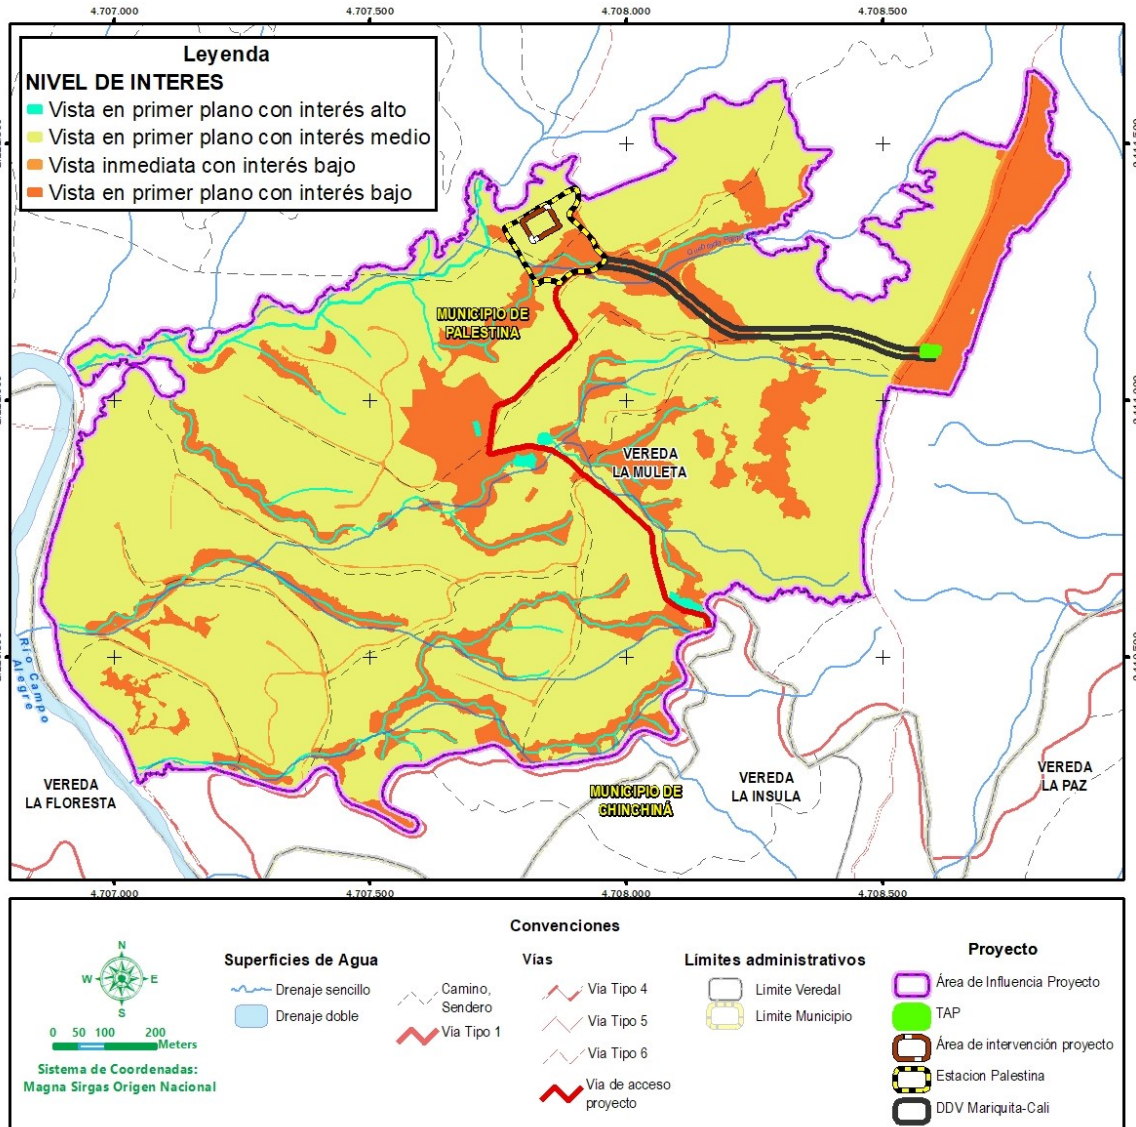 4.707.000 4.707.500 4.708.000 4.708.500
Leyenda
NIVEL DE INTERES
Vista en primer plano con interés alto
Vista en primer plano con interés medio
Vista inmediata con interés bajo
Vista en primer plano con interés bajo
MUNICIPIO DE
PALESTINA
VEREDA
LA MULETA
Río Campo
Alegre
VEREDA
LA FLORESTA
MUNICIPIO DE
CHINCHINÁ
VEREDA
LA INSULA
VEREDA
LA PAZ
4.707.000 4.707.500 4.708.000 4.708.500
Convenciones
N
W E
S
0 50 100 200
Meters
Sistema de Coordenadas:
Magna Sirgas Origen Nacional
Superficies de Agua
Drenaje sencillo
Drenaje doble
Vías
Camino,
Sendero
Vía Tipo 1
Vía Tipo 4
Vía Tipo 5
Vía Tipo 6
Vía de acceso
proyecto
Límites administrativos
Limite Veredal
Limite Municipio
Proyecto
Área de Influencia Proyecto
TAP
Área de intervención proyecto
Estacion Palestina
DDV Mariquita-Cali